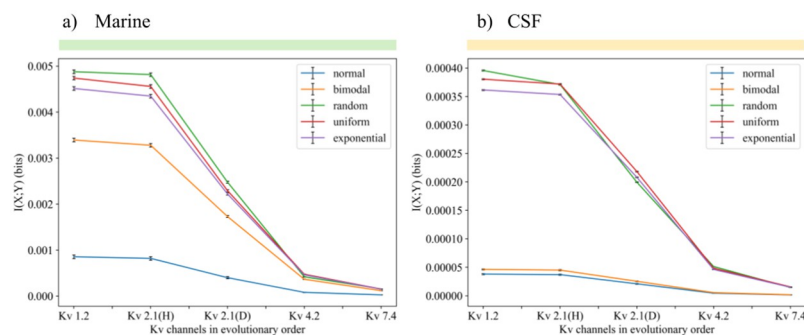 a) Marine
b) CSF
I(X;Y) (bits)
0.005
0.004
0.003
0.002
0.001
0.000
normal
bimodal
random
uniform
exponential
Kv 1.2
Kv 2.1(H)
Kv 2.1(D)
Kv 4.2
Kv 7.4
Kv channels in evolutionary order
I(X;Y) (bits)
0.00040
0.00035
0.00030
0.00025
0.00020
0.00015
0.00010
0.00005
0.00000
normal
bimodal
random
uniform
exponential
Kv 1.2
Kv 2.1(H)
Kv 2.1(D)
Kv 4.2
Kv 7.4
Kv channels in evolutionary order